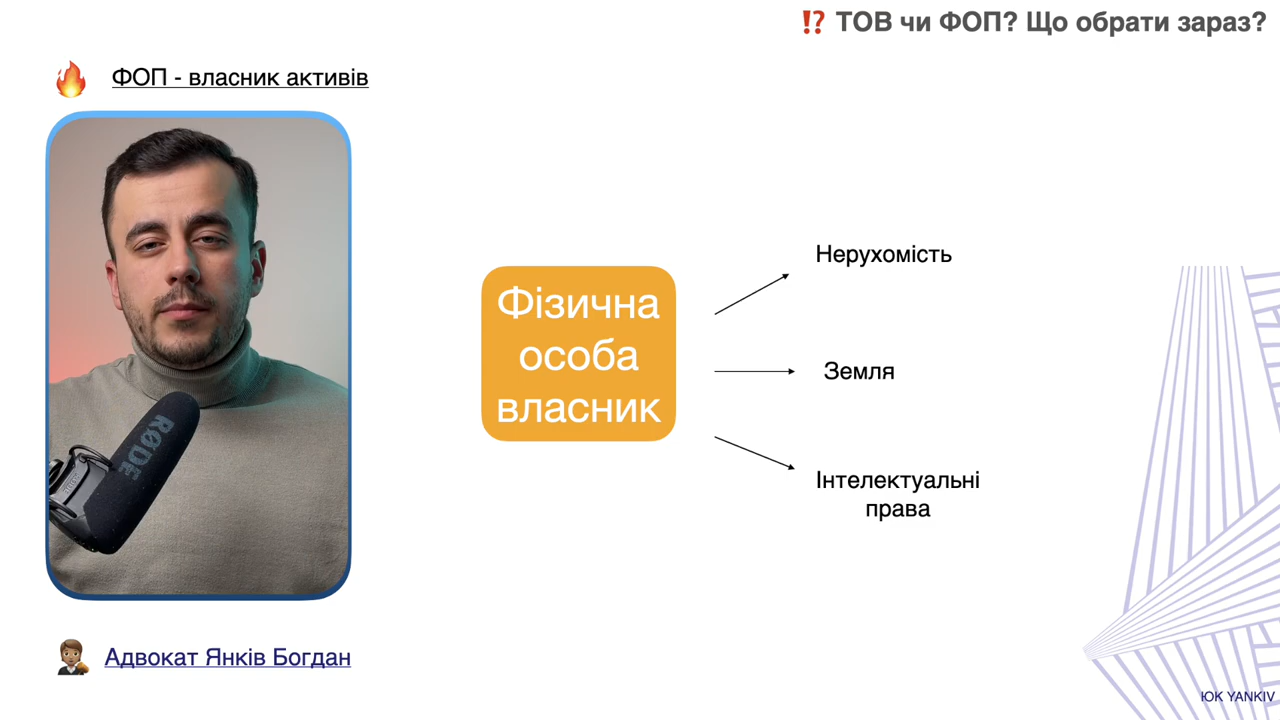 ⁉️ ТОВ чи ФОП? Що обрати зараз?
🔥 ФОП - власник активів
Фізична
особа
власник
Нерухомість
Земля
Інтелектуальні
права
RØDE
Адвокат Янків Богдан
ЮК YANKIV